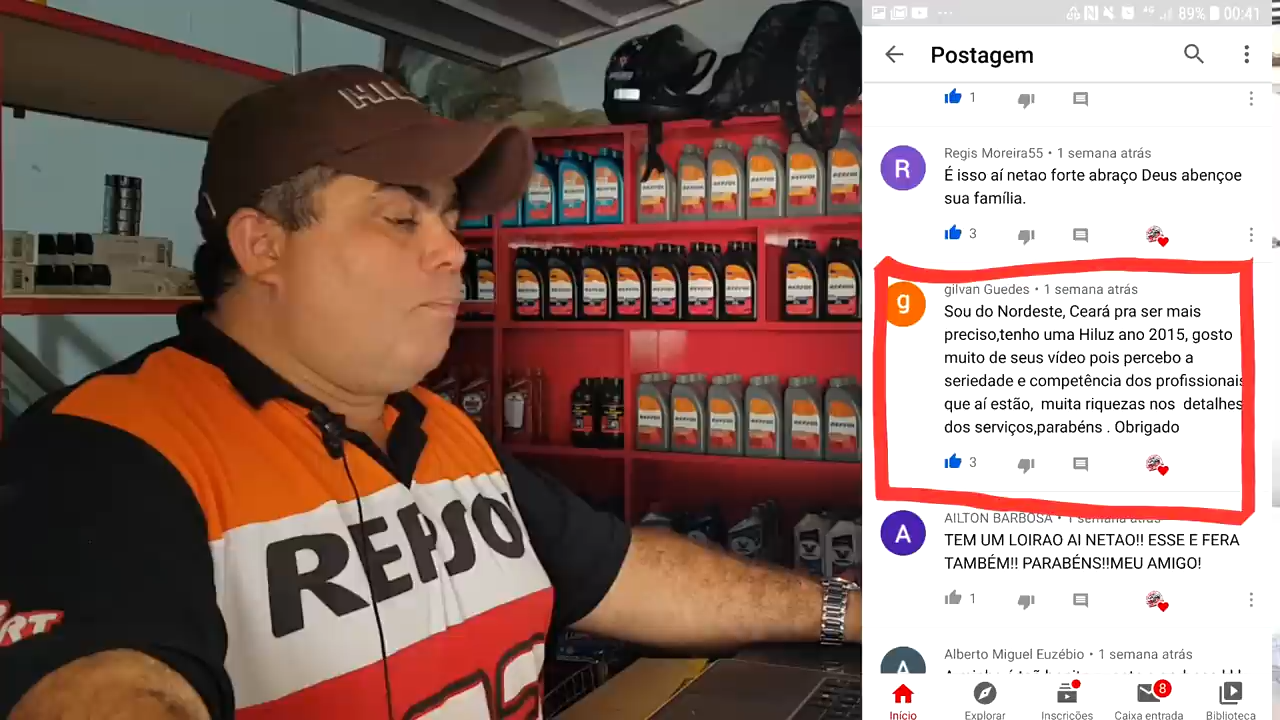 HILUX
REPSOL
89% 00:41
4G
Postagem
1
Regis Moreira55 • 1 semana atrás
É isso aí netao forte abraço Deus abençoe
sua família.
3
g
gilvan Guedes • 1 semana atrás
Sou do Nordeste, Ceará pra ser mais
preciso,tenho uma Hiluz ano 2015, gosto
muito de seus vídeo pois percebo a
seriedade e competência dos profissionais
que aí estão, muita riquezas nos detalhes
dos serviços,parabéns . Obrigado
3
AILTON BARBOSA • 1 semana atrás
TEM UM LOIRAO AI NETAO!! ESSE E FERA
TAMBÉM!! PARABÉNS!!MEU AMIGO!
1
Alberto Miguel Euzébio • 1 semana atrás
8
Início
Explorar
Inscrições
Caixa entrada
Biblioteca